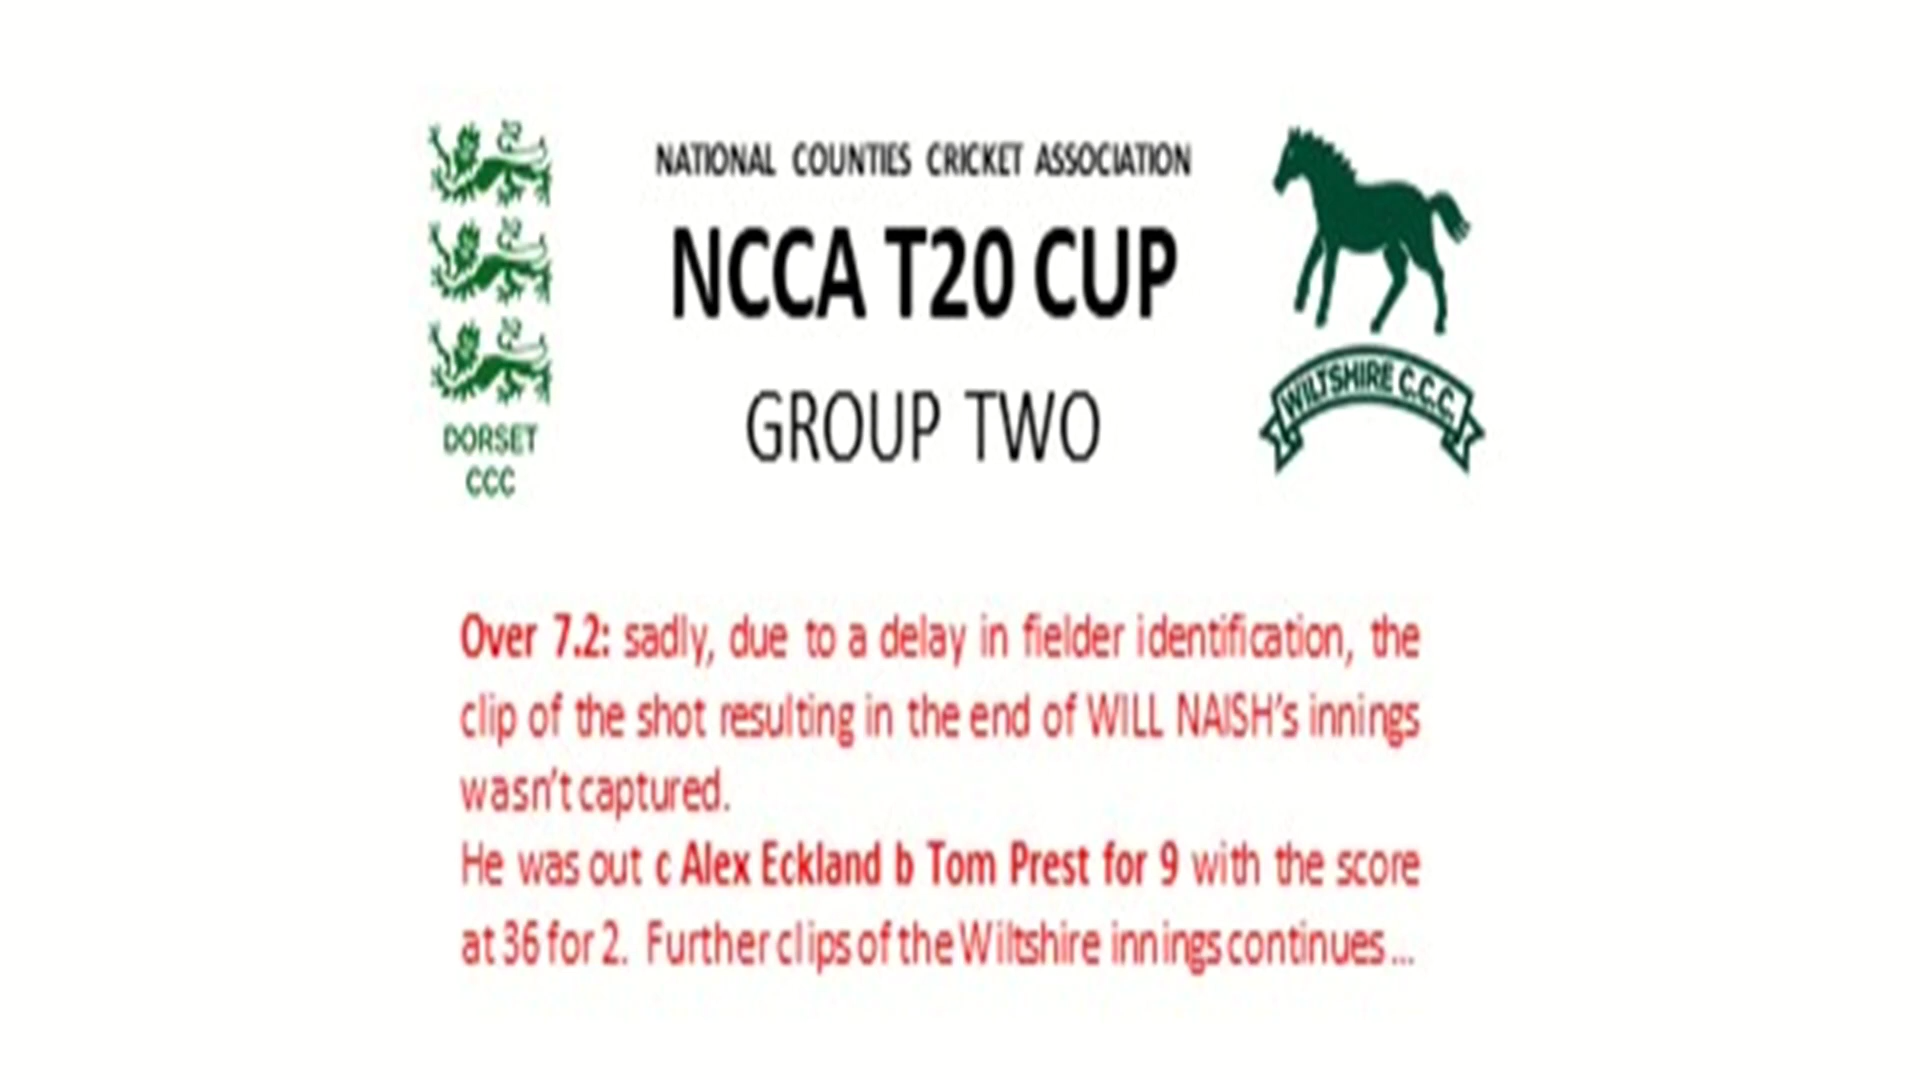 NATIONAL COUNTIES CRICKET ASSOCIATION
NCCA T20 CUP
GROUP TWO
DORSET
CCC
WILTSHIRE C.C.C.
Over 7.2: sadly, due to a delay in fielder identification, the
clip of the shot resulting in the end of WILL NAISH's innings
wasn't captured.
He was out c Alex Eckland b Tom Prest for 9 with the score
at 36 for 2. Further clips of the Wiltshire innings continues...